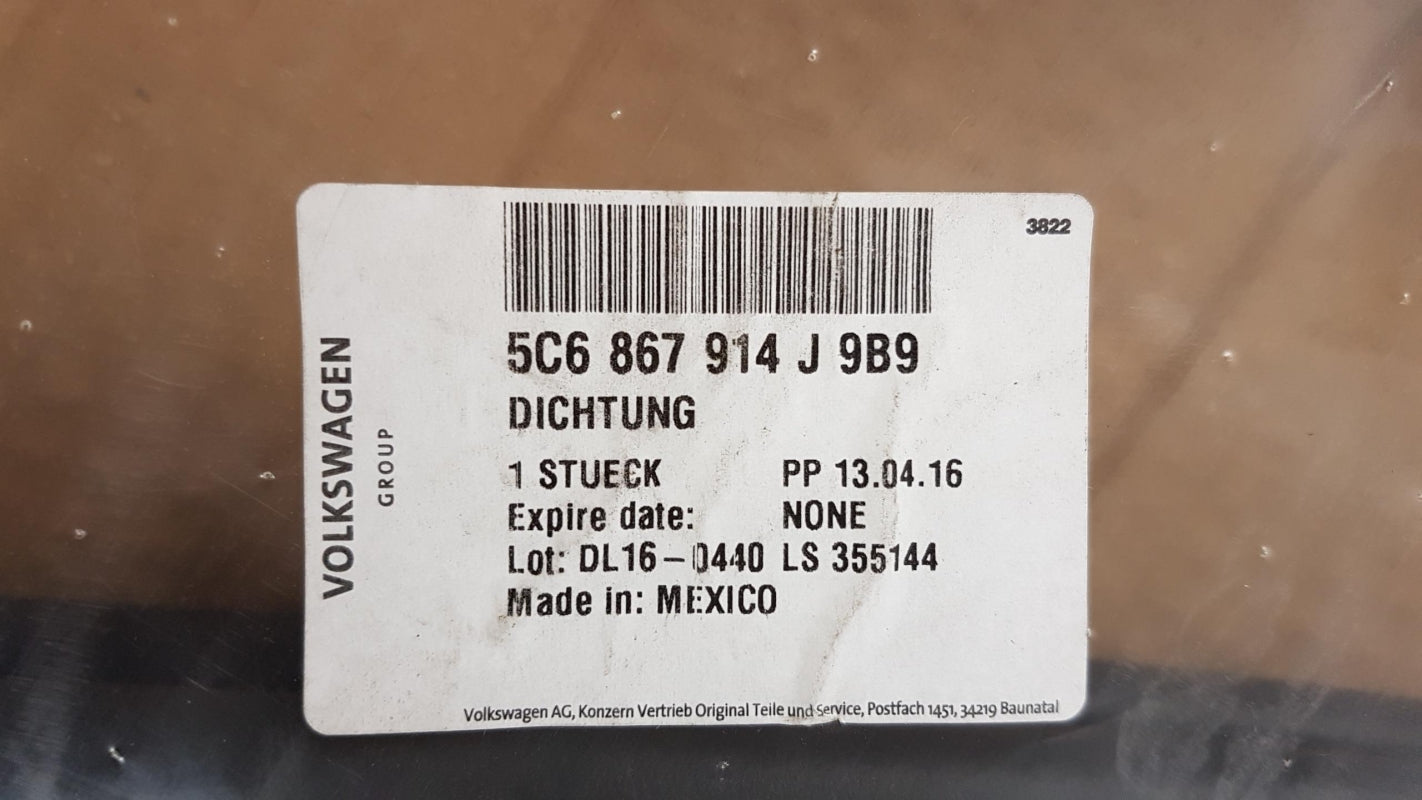 3822
VOLKSWAGEN
GROUP
5C6 867 914 J 9B9
DICHTUNG
1 STUECK PP 13.04.16
Expire date: NONE
Lot: DL16-0440 LS 355144
Made in: MEXICO
Volkswagen AG, Konzern Vertrieb Original Teile und Service, Postfach 1451, 34219 Baunatal